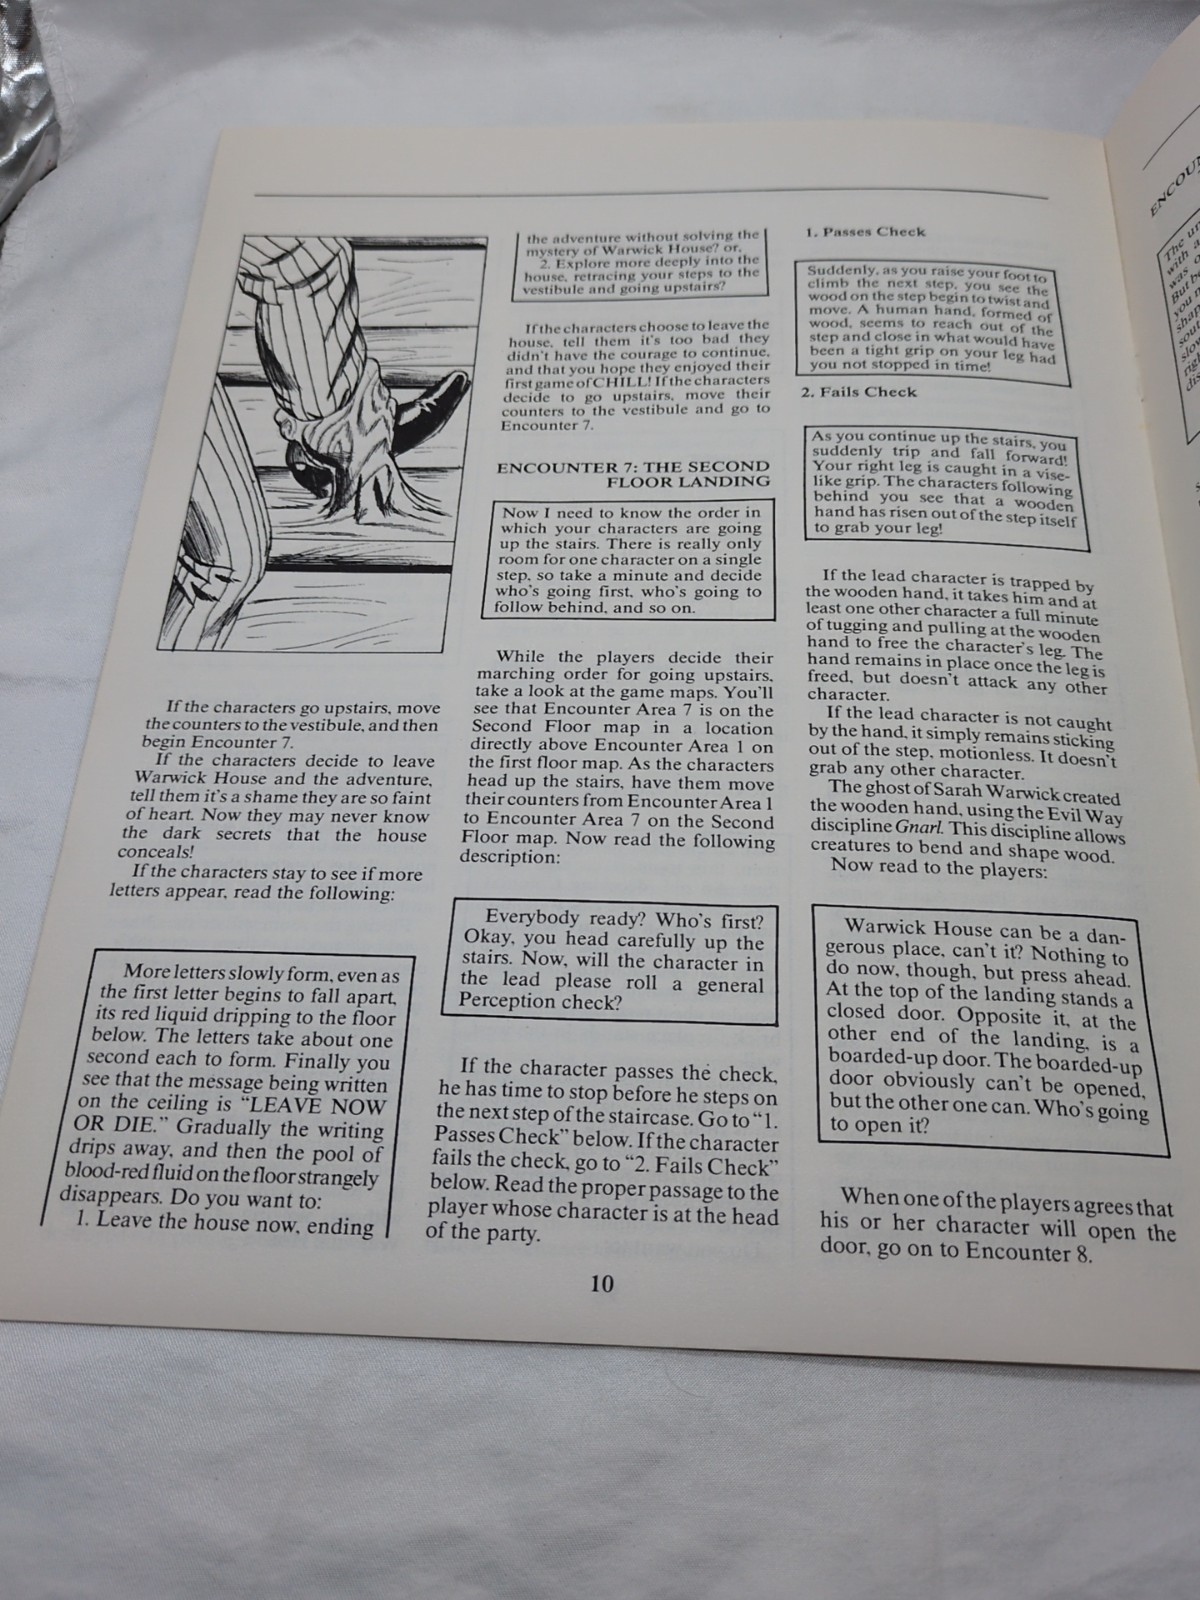 If the characters go upstairs, move
the counters to the vestibule, and then
begin Encounter 7.
If the characters decide to leave
Warwick House and the adventure,
tell them it's a shame they are so faint
of heart. Now they may never know
the dark secrets that the house
conceals!
If the characters stay to see if more
letters appear, read the following:
More letters slowly form, even as
the first letter begins to fall apart,
its red liquid dripping to the floor
below. The letters take about one
second each to form. Finally you
see that the message being written
on the ceiling is "LEAVE NOW
OR DIE." Gradually the writing
drips away, and then the pool of
blood-red fluid on the floor strangely
disappears. Do you want to:
1. Leave the house now, ending
the adventure without solving the
mystery of Warwick House? or,
2. Explore more deeply into the
house, retracing your steps to the
vestibule and going upstairs?
If the characters choose to leave the
house, tell them it's too bad they
didn't have the courage to continue,
and that you hope they enjoyed their
first game of CHILL! If the characters
decide to go upstairs, move their
counters to the vestibule and go to
Encounter 7.
ENCOUNTER 7: THE SECOND
FLOOR LANDING
Now I need to know the order in
which your characters are going
up the stairs. There is really only
room for one character on a single
step, so take a minute and decide
who's going first, who's going to
follow behind, and so on.
While the players decide their
marching order for going upstairs,
take a look at the game maps. You'll
see that Encounter Area 7 is on the
Second Floor map in a location
directly above Encounter Area 1 on
the first floor map. As the characters
head up the stairs, have them move
their counters from Encounter Area 1
to Encounter Area 7 on the Second
Floor map. Now read the following
description:
Everybody ready? Who's first?
Okay, you head carefully up the
stairs. Now, will the character in
the lead please roll a general
Perception check?
If the character passes the check,
he has time to stop before he steps on
the next step of the staircase. Go to "1.
Passes Check" below. If the character
fails the check, go to "2. Fails Check"
below. Read the proper passage to the
player whose character is at the head
of the party.
1. Passes Check
Suddenly, as you raise your foot to
climb the next step, you see the
wood on the step begin to twist and
move. A human hand, formed of
wood, seems to reach out of the
step and close in what would have
been a tight grip on your leg had
you not stopped in time!
2. Fails Check
As you continue up the stairs, you
suddenly trip and fall forward!
Your right leg is caught in a vise-
like grip. The characters following
behind you see that a wooden
hand has risen out of the step itself
to grab your leg!
If the lead character is trapped by
the wooden hand, it takes him and at
least one other character a full minute
of tugging and pulling at the wooden
hand to free the character's leg. The
hand remains in place once the leg is
freed, but doesn't attack any other
character.
If the lead character is not caught
by the hand, it simply remains sticking
out of the step, motionless. It doesn't
grab any other character.
The ghost of Sarah Warwick created
the wooden hand, using the Evil Way
discipline Gnarl. This discipline allows
creatures to bend and shape wood.
Now read to the players:
Warwick House can be a dan-
gerous place, can't it? Nothing to
do now, though, but press ahead.
At the top of the landing stands a
closed door. Opposite it, at the
other end of the landing, is a
boarded-up door. The boarded-up
door obviously can't be opened,
but the other one can. Who's going
to open it?
When one of the players agrees that
his or her character will open the
door, go on to Encounter 8.
10